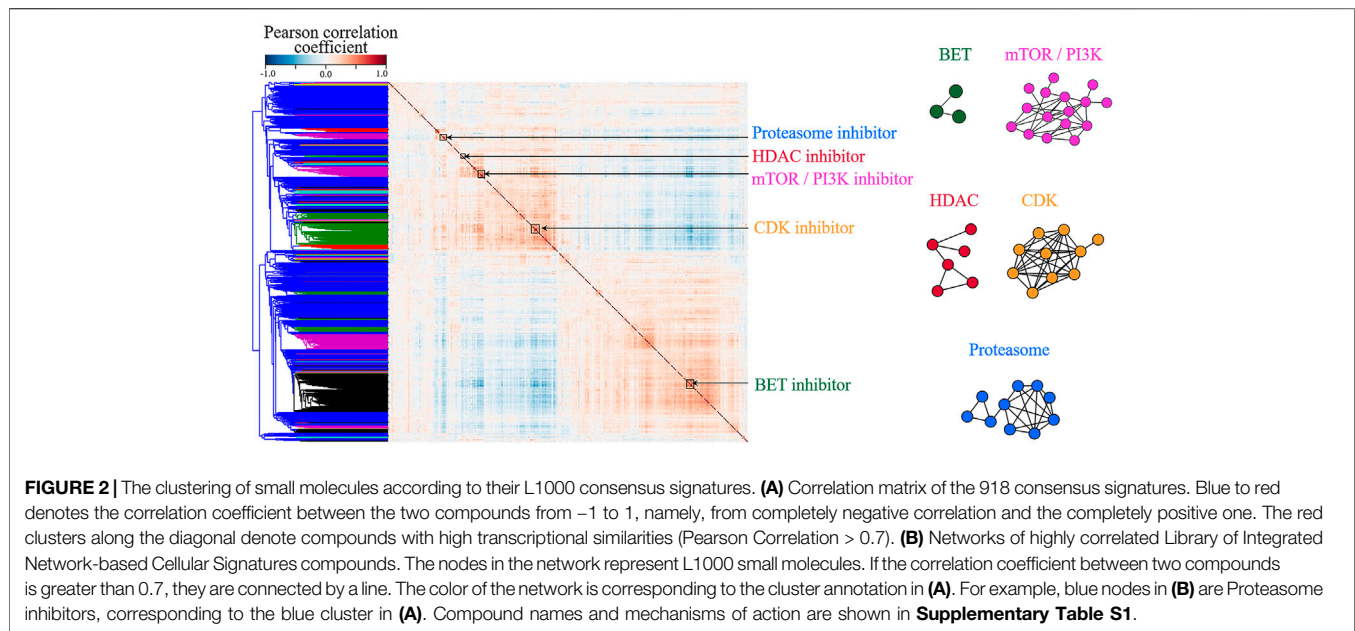 Pearson correlation
coefficient
-1.0 0.0 1.0
BET mTOR / PI3K
Proteasome inhibitor
HDAC inhibitor
mTOR / PI3K inhibitor
HDAC CDK
CDK inhibitor
Proteasome
BET inhibitor
FIGURE 2 | The clustering of small molecules according to their L1000 consensus signatures. (A) Correlation matrix of the 918 consensus signatures. Blue to red
denotes the correlation coefficient between the two compounds from −1 to 1, namely, from completely negative correlation and the completely positive one. The red
clusters along the diagonal denote compounds with high transcriptional similarities (Pearson Correlation > 0.7). (B) Networks of highly correlated Library of Integrated
Network-based Cellular Signatures compounds. The nodes in the network represent L1000 small molecules. If the correlation coefficient between two compounds
is greater than 0.7, they are connected by a line. The color of the network is corresponding to the cluster annotation in (A). For example, blue nodes in (B) are Proteasome
inhibitors, corresponding to the blue cluster in (A). Compound names and mechanisms of action are shown in Supplementary Table S1.